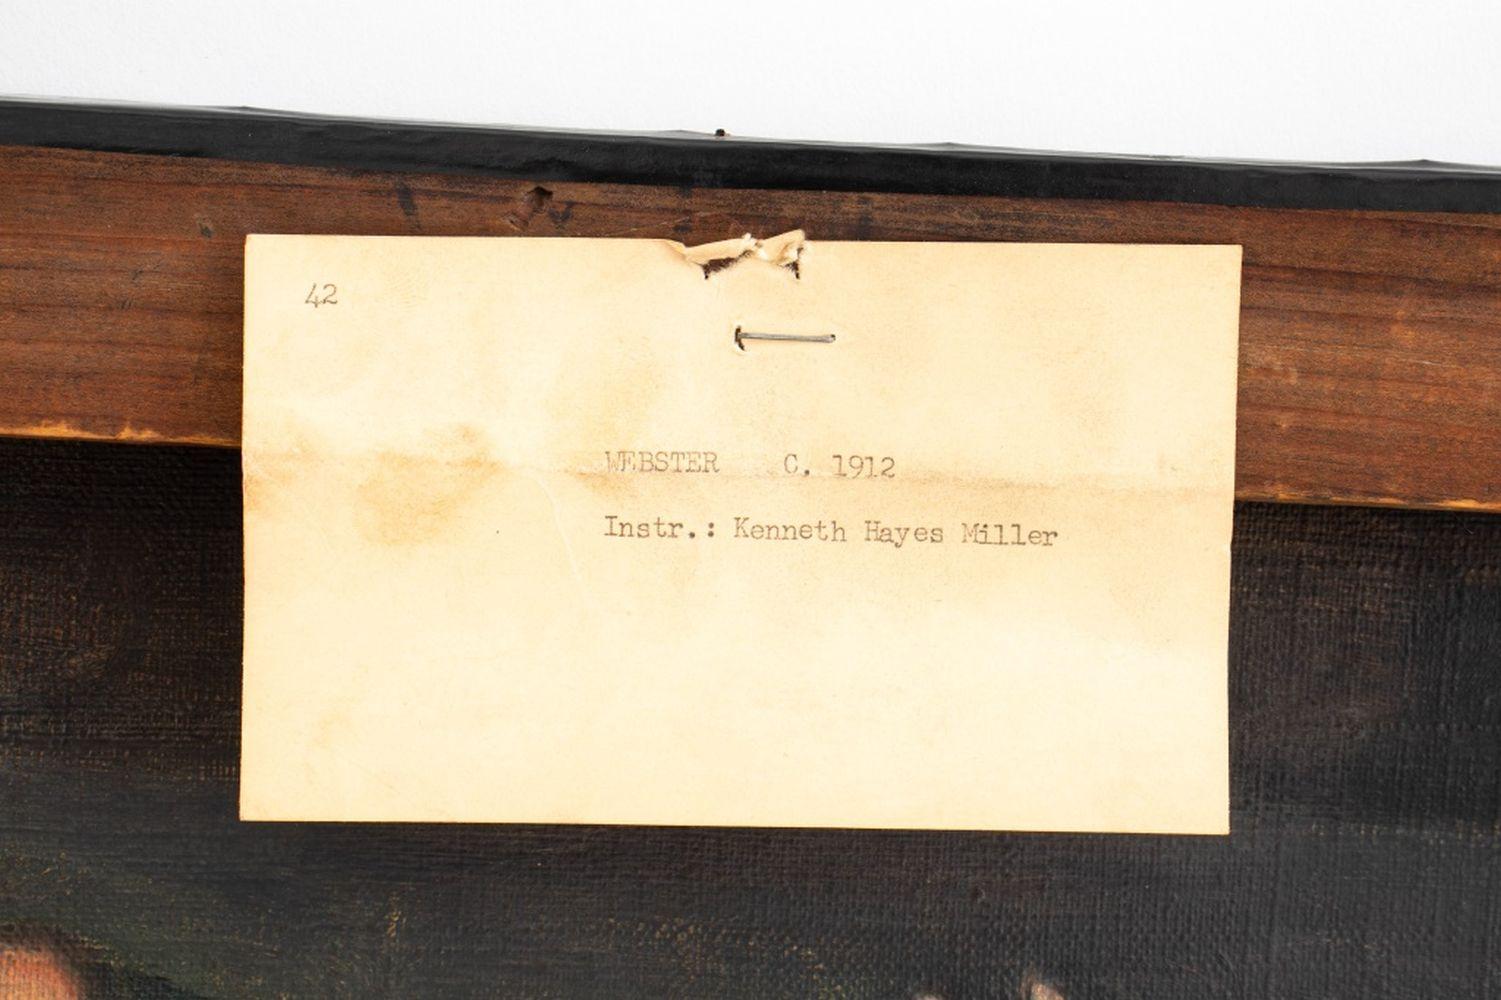 42
WEBSTER C. 1912
Instr.: Kenneth Hayes Miller